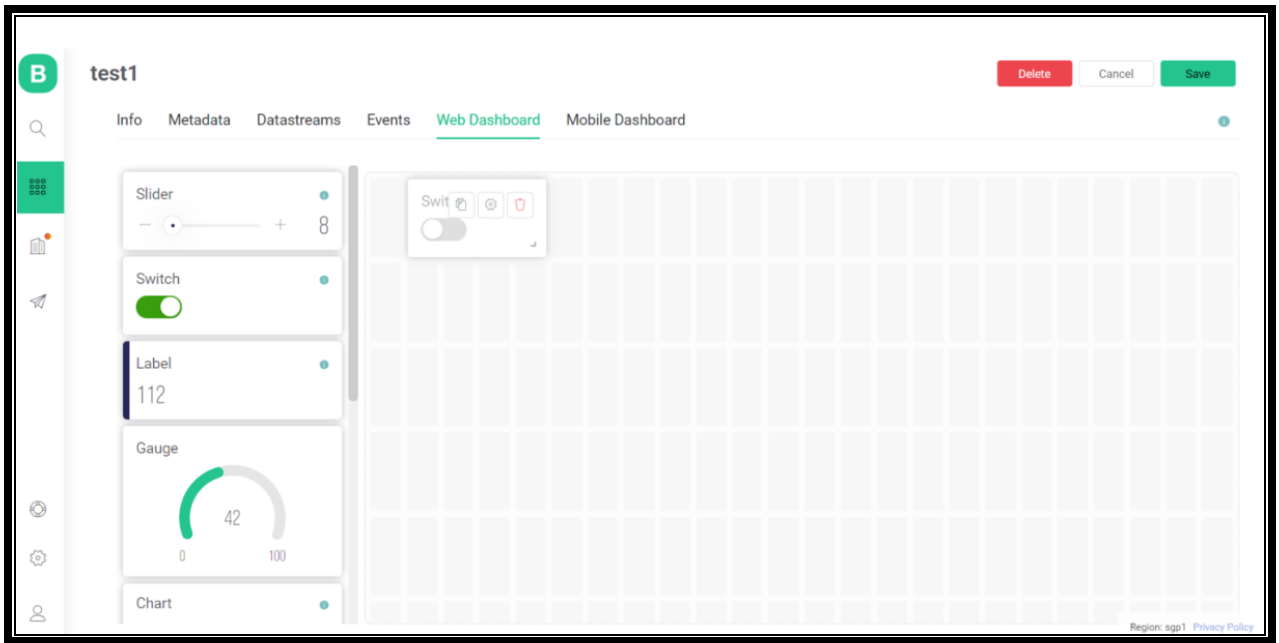 B
test1
Delete Cancel Save
Info Metadata Datastreams Events Web Dashboard Mobile Dashboard
Slider
8
Switch
Label
112
Gauge
42
0 100
Chart
Swit
Region: sgp1 Privacy Policy